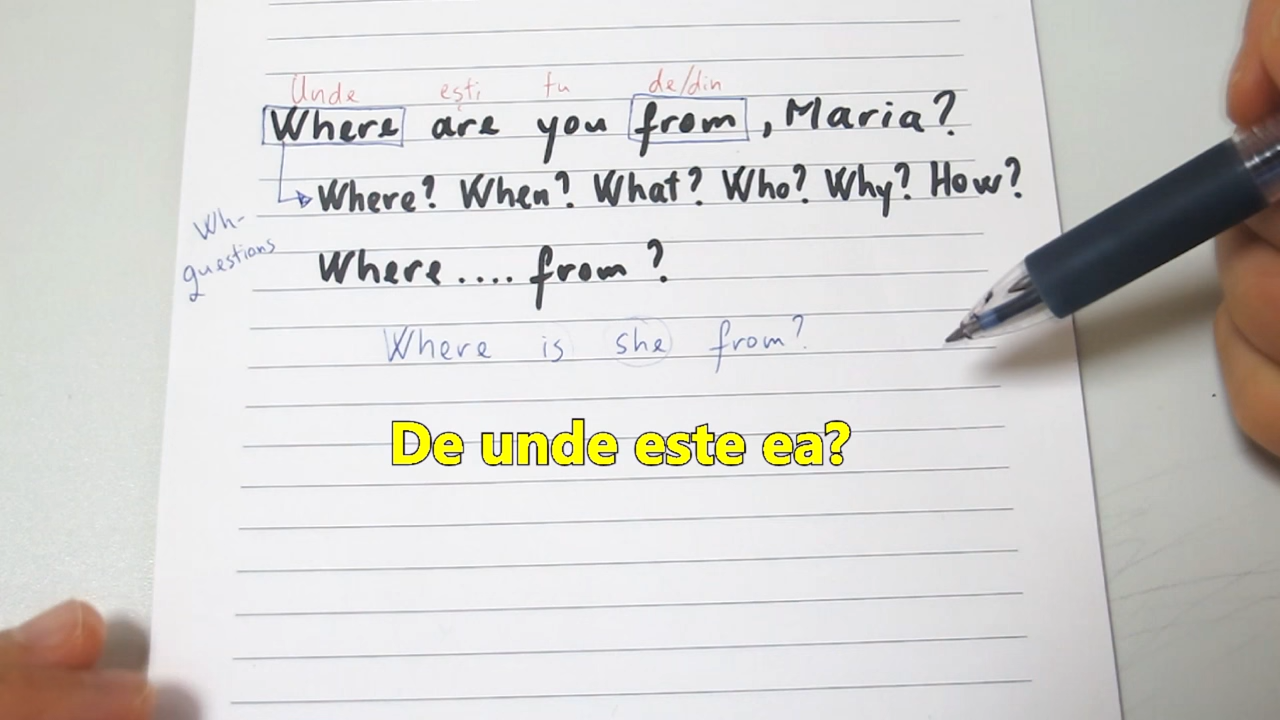 Unde ești tu de/din
Where are you from, Maria?
Where? When? What? Who? Why? How?
Wh-
questions
Where.... from?
Where is she from?
De unde este ea?